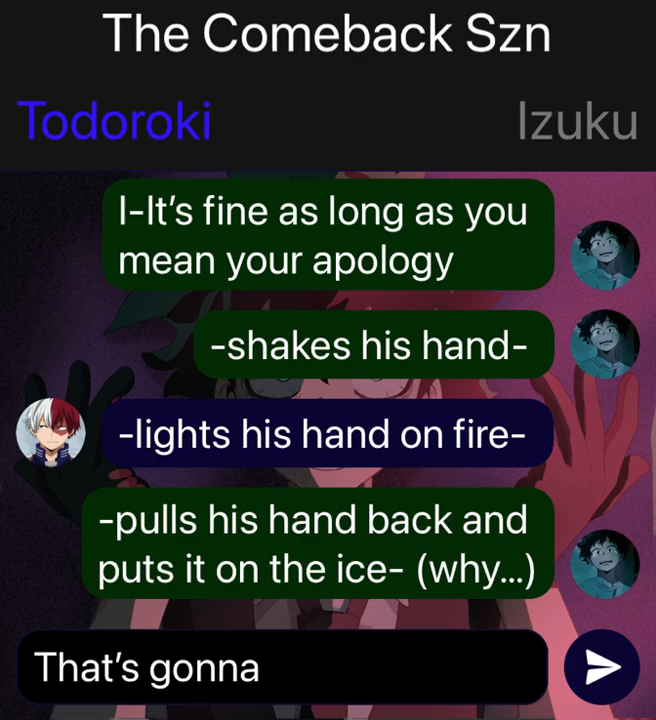 The Comeback Szn
Todoroki
Izuku
I-It's fine as long as you
mean your apology
-shakes his hand-
-lights his hand on fire-
-pulls his hand back and
puts it on the ice- (why...)
That's gonna